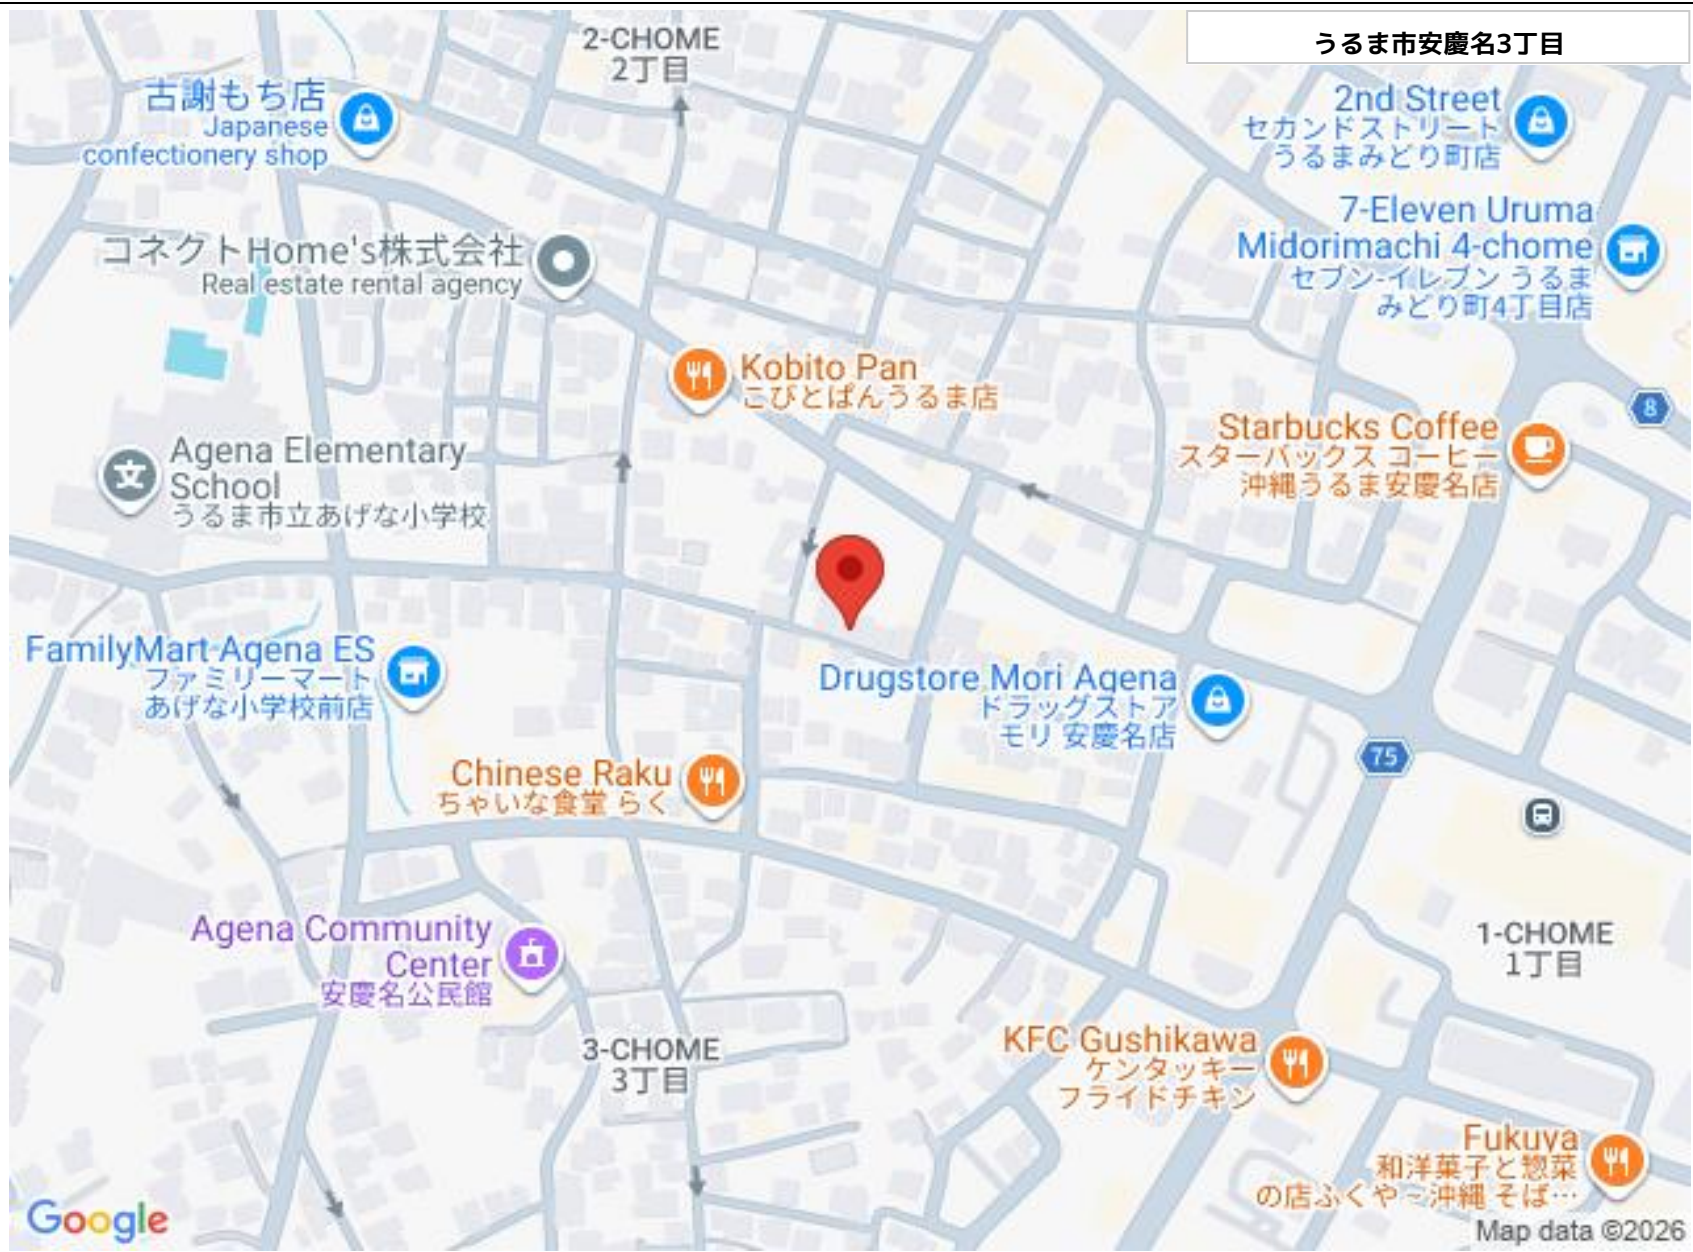 うるま市安慶名3丁目
2-CHOME
2丁目
古謝もち店
Japanese
confectionery shop
2nd Street
セカンドストリート
うるまみどり町店
7-Eleven Uruma
Midorimachi 4-chome
セブン-イレブン うるま
みどり町4丁目店
コネクトHome's株式会社
Real estate rental agency
Kobito Pan
こびとぱんうるま店
8
Starbucks Coffee
スターバックス コーヒー
沖縄うるま安慶名店
Agena Elementary
School
うるま市立あげな小学校
FamilyMart Agena ES
ファミリーマート
あげな小学校前店
Drugstore Mori Agena
ドラッグストア
モリ 安慶名店
75
Chinese Raku
ちゃいな食堂 らく
Agena Community
Center
安慶名公民館
1-CHOME
1丁目
3-CHOME
3丁目
KFC Gushikawa
ケンタッキー
フライドチキン
Fukuya
和洋菓子と惣菜
の店ふくや～沖縄 そば…
Google
Map data ©2026